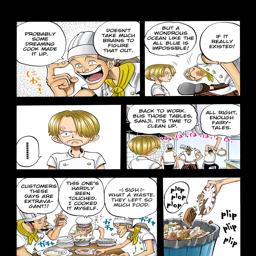 PROBABLY
SOME
DREAMING
COOK
MADE IT
UP.
DOESN'T
TAKE MUCH
BRAINS TO
FIGURE
THAT OUT.
BUT A
WONDROUS
OCEAN LIKE THE
ALL BLUE IS
IMPOSSIBLE!
IF IT
REALLY
EXISTED!
BACK TO WORK.
BUS THOSE TABLES,
SANJI. IT'S TIME TO
CLEAN UP.
ALL RIGHT,
ENOUGH
FAIRY-
TALES.
CUSTOMERS
THESE
DAYS ARE
EXTRAVA-
GANT!!
THIS ONE'S
HARDLY
BEEN
TOUCHED.
I COOKED
IT MYSELF.
<SIGH>
WHAT A WASTE,
THEY LEFT SO
MUCH FOOD.
plop
plop
plop
plip
plip
plip